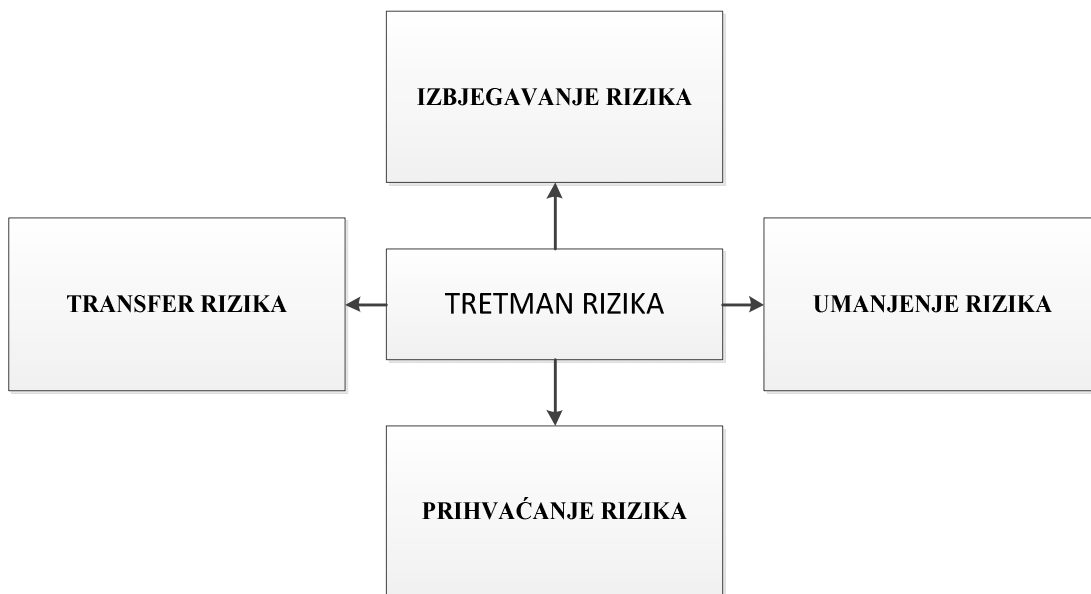 IZBJEGAVANJE RIZIKA
TRANSFER RIZIKA
TRETMAN RIZIKA
UMANJENJE RIZIKA
PRIHVAĆANJE RIZIKA